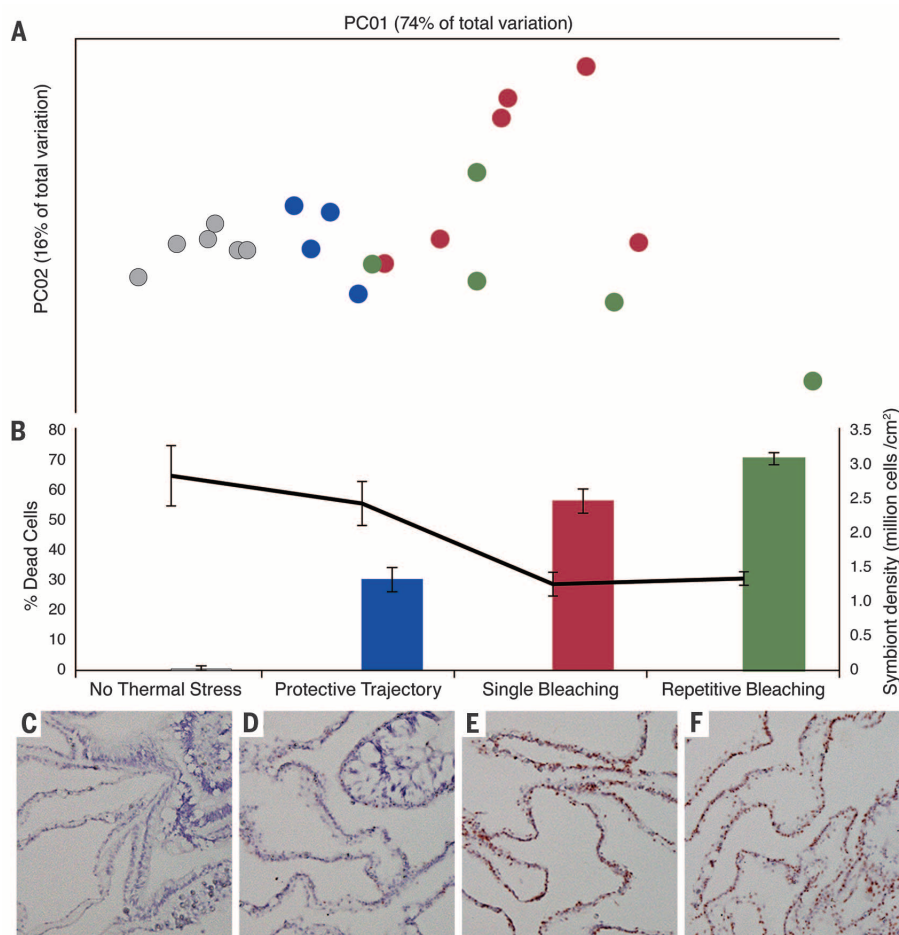 A
PC01 (74% of total variation)
PC02 (16% of total variation)
B
80
70
60
50
40
30
20
10
0
% Dead Cells
3.5
3.0
2.5
2.0
1.5
1.0
0.5
0
Symbiont density (million cells /cm²)
No Thermal Stress
Protective Trajectory
Single Bleaching
Repetitive Bleaching
C
D
E
F